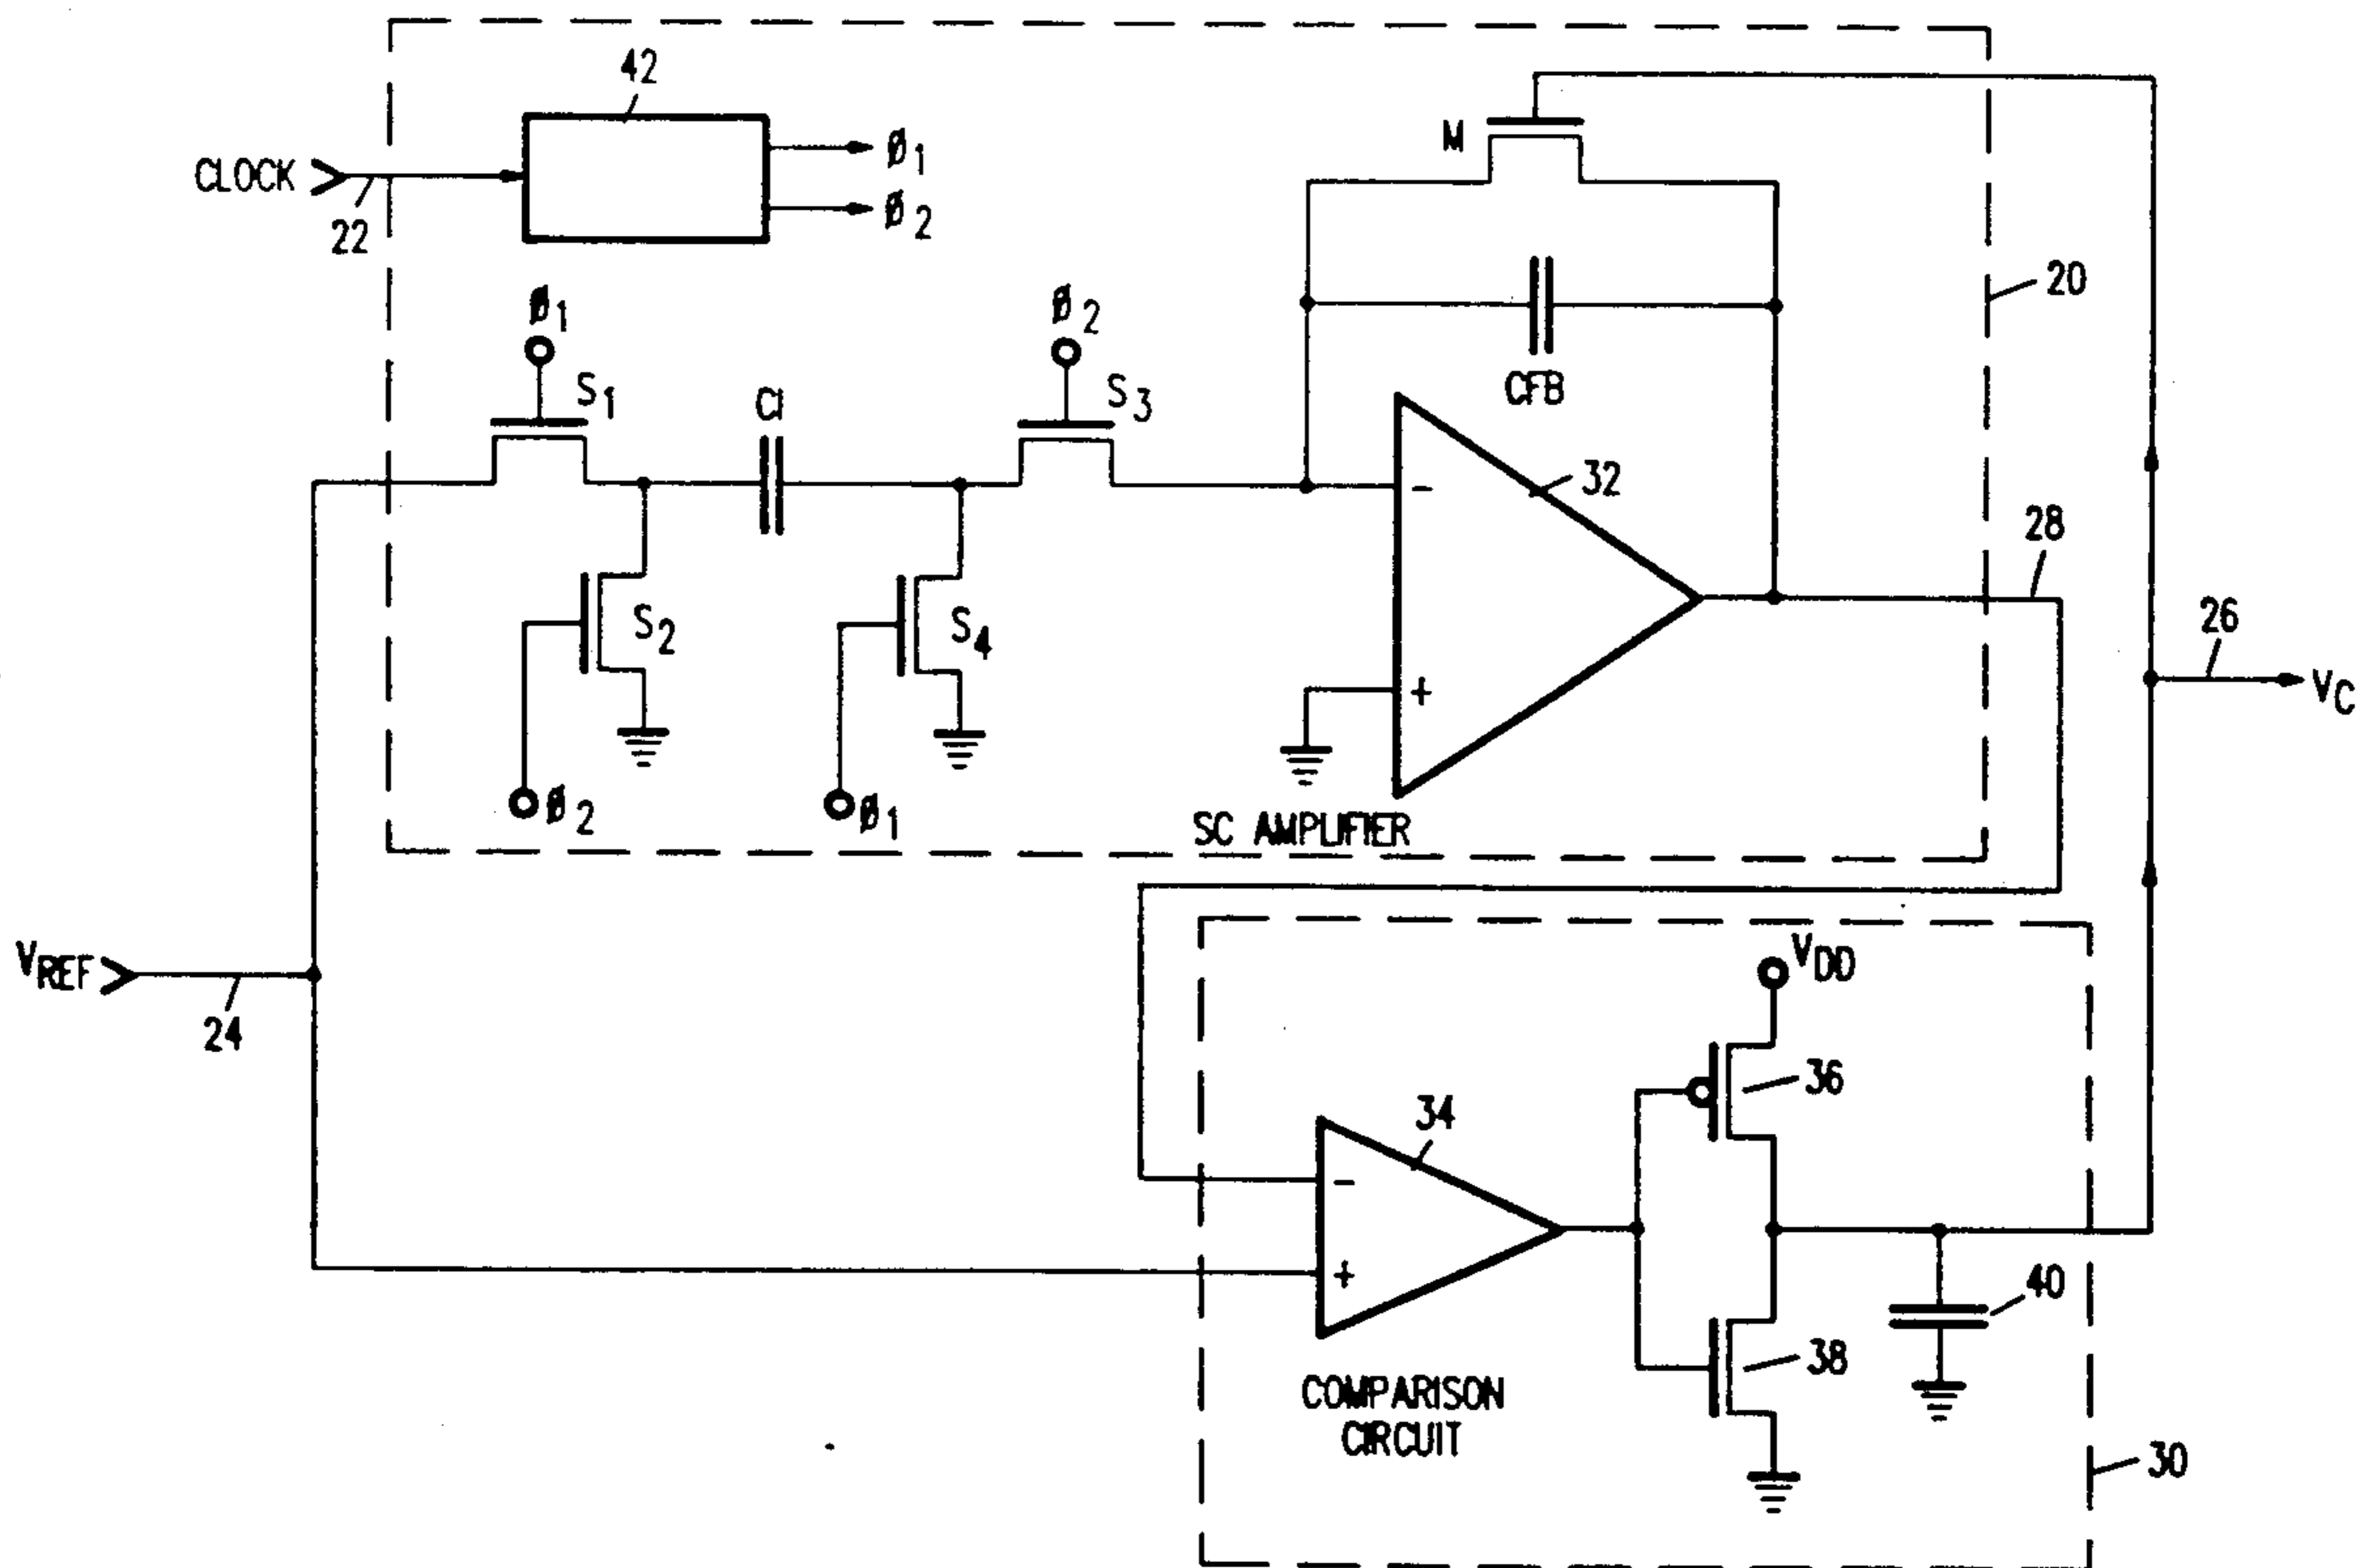 42
CLOCK
22
Ø1
Ø2
M
20
Ø1
S1
CI
Ø2
S3
CFB
32
28
S2
S4
26
VC
Ø2
Ø1
-
+
SC AMPLIFIER
VREF
24
VDD
36
34
-
+
40
38
COMPARISON
CIRCUIT
30